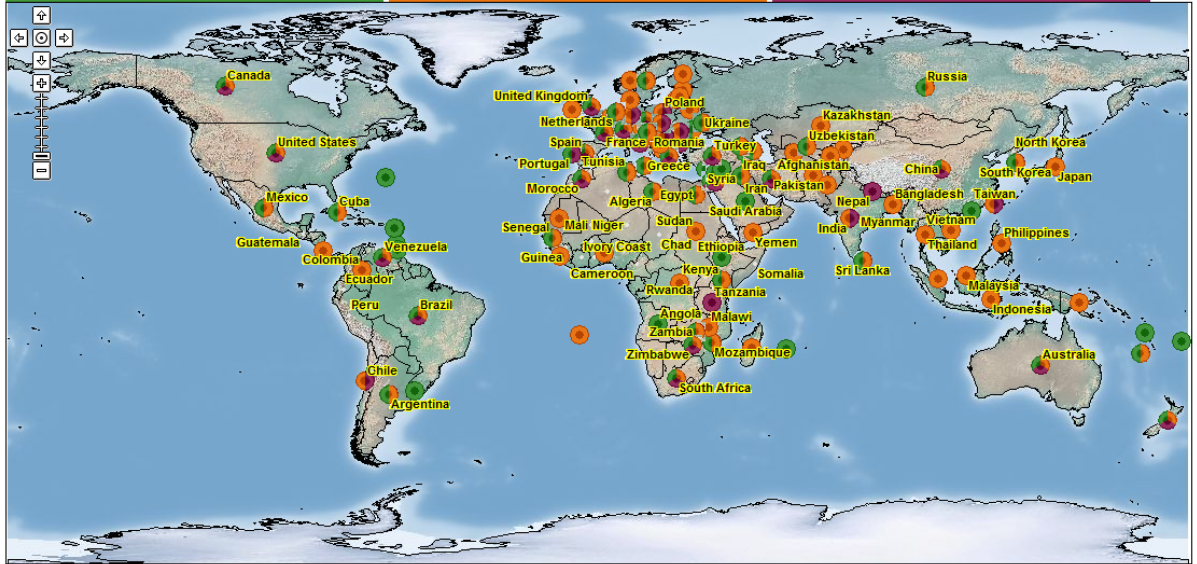 Canada
Russia
United Kingdom
Poland
Kazakhstan
Netherlands
Ukraine
Uzbekistan
United States
Spain
France
Romania
Turkey
North Korea
Portugal
Tunisia
Greece
Iraq
Afghanistan
China
South Korea
Japan
Morocco
Syria
Iran
Pakistan
México
Cuba
Algeria
Egypt
Saudi Arabia
Nepal
Bangladesh
Taiwan
Senegal
Mali
Niger
Sudan
India
Myanmar
Vietnam
Philippines
Guatemala
Venezuela
Colombia
Guinea
Ivory Coast
Chad
Ethiopia
Yemen
Thailand
Ecuador
Cameroon
Kenya
Somalia
Sri Lanka
Rwanda
Tanzania
Malaysia
Peru
Brazil
Angola
Malawi
Indonesia
Zambia
Zimbabwe
Mozambique
Australia
Chile
South Africa
Argentina